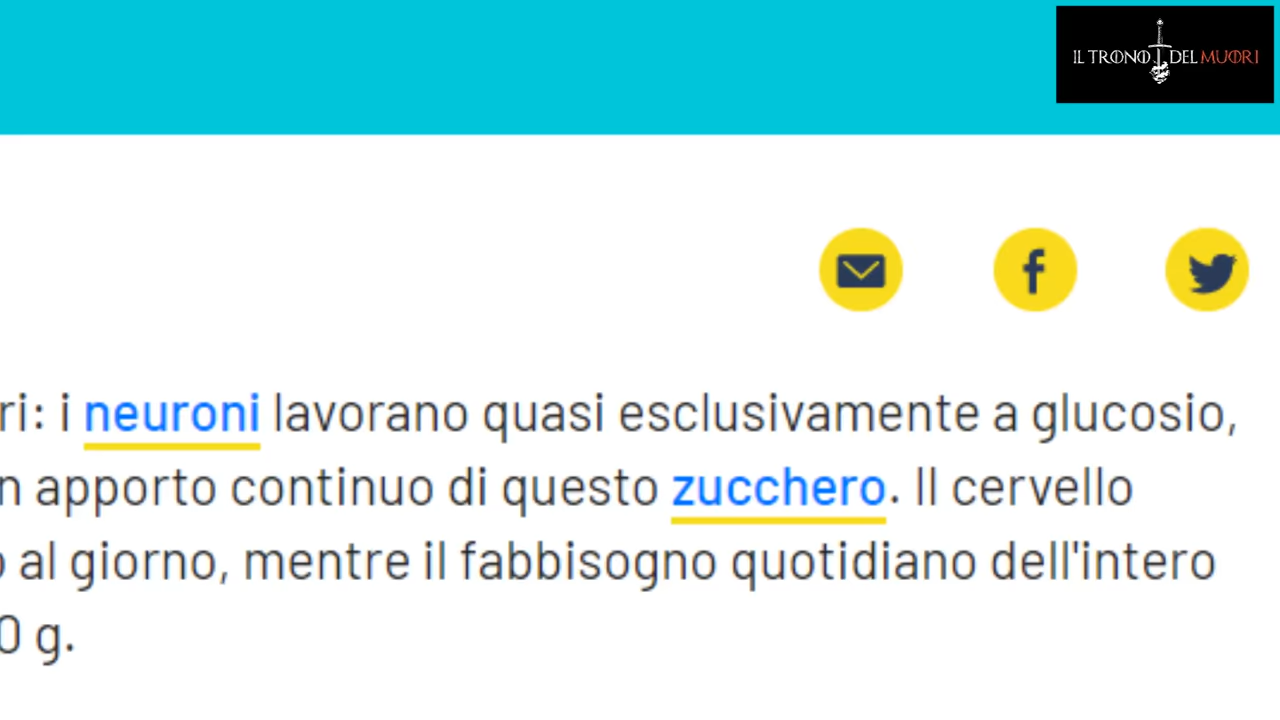 IL TRONO DEL MUORI
ri: i neuroni lavorano quasi esclusivamente a glucosio,
n apporto continuo di questo zucchero. Il cervello
al giorno, mentre il fabbisogno quotidiano dell'intero
0 g.